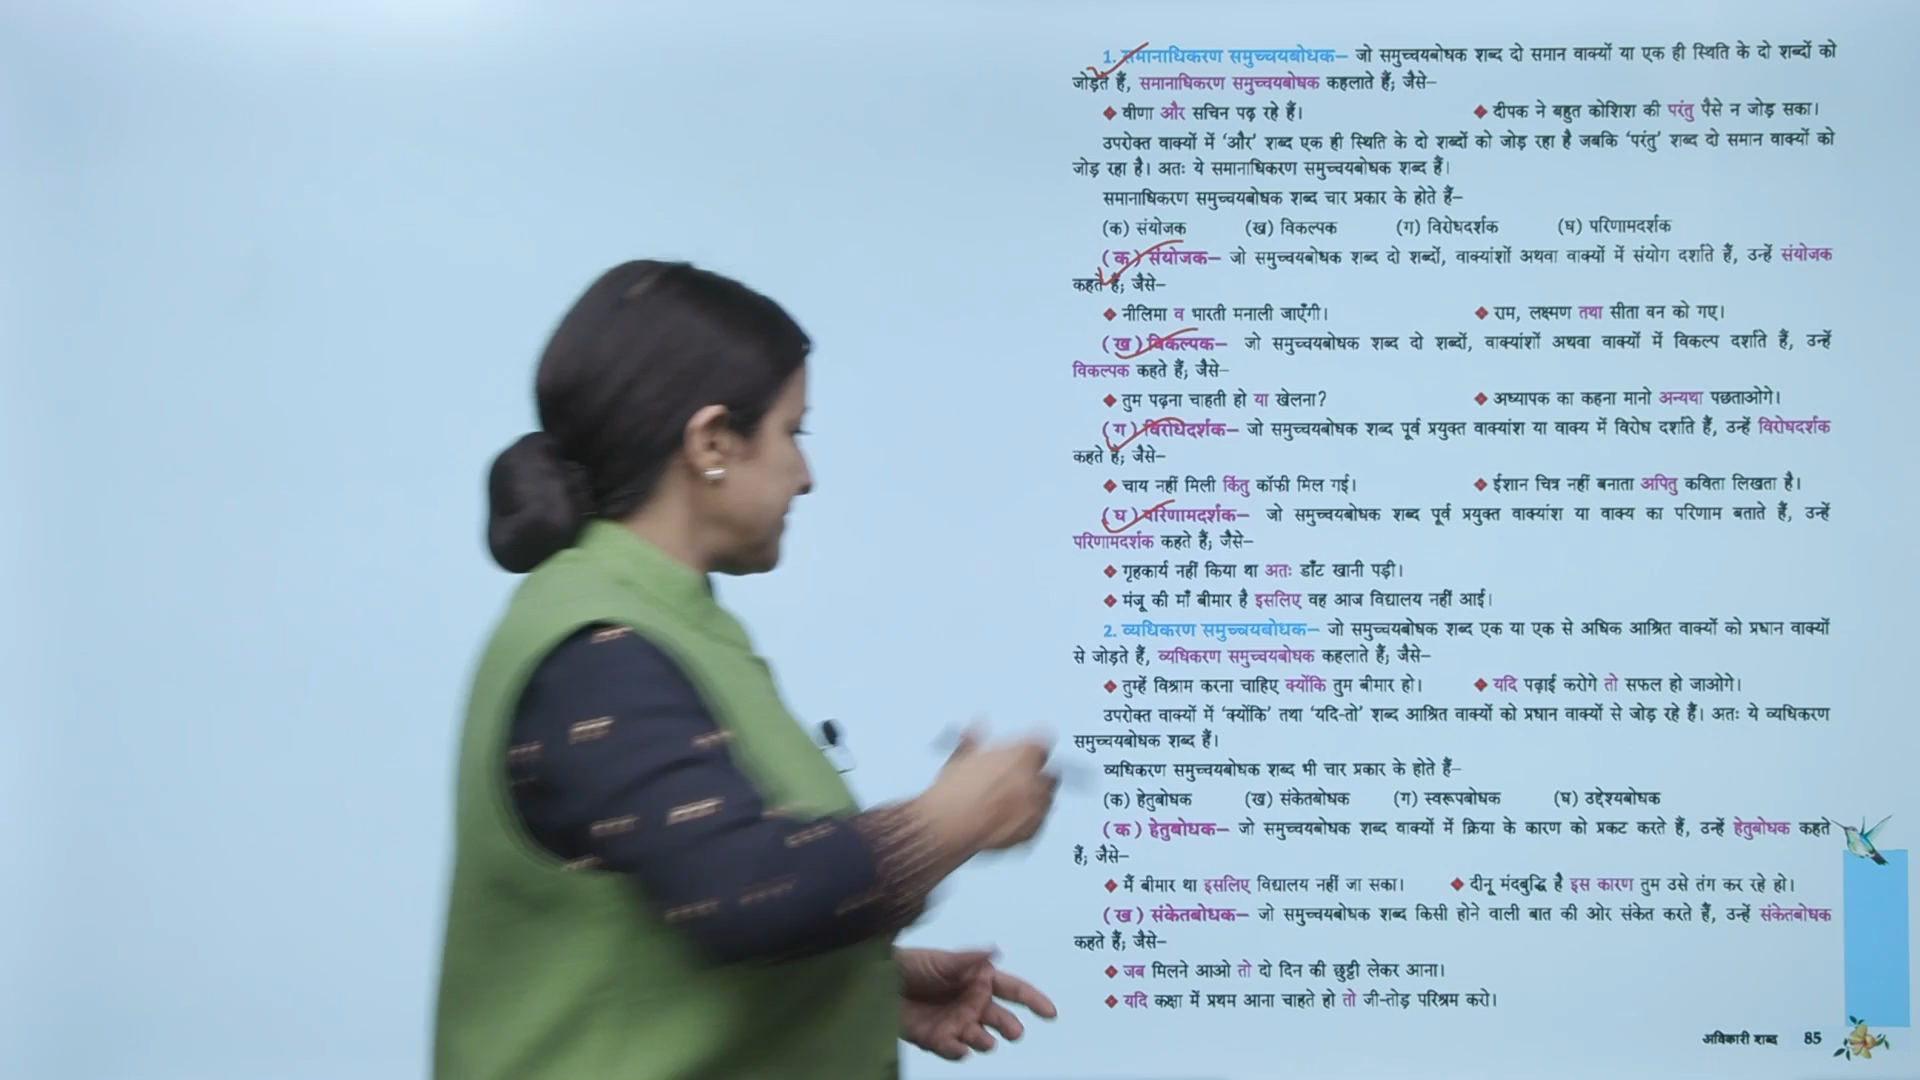 1. समानाधिकरण समुच्चयबोधक– जो समुच्चयबोधक शब्द दो समान वाक्यों या एक ही स्थिति के दो शब्दों को
जोड़ते हैं, समानाधिकरण समुच्चयबोधक कहलाते हैं; जैसे–
❖ वीणा और सचिन पढ़ रहे हैं। ❖ दीपक ने बहुत कोशिश की परंतु पैसे न जोड़ सका।
उपरोक्त वाक्यों में ‘और’ शब्द एक ही स्थिति के दो शब्दों को जोड़ रहा है जबकि ‘परंतु’ शब्द दो समान वाक्यों को
जोड़ रहा है। अतः ये समानाधिकरण समुच्चयबोधक शब्द हैं।
समानाधिकरण समुच्चयबोधक शब्द चार प्रकार के होते हैं–
(क) संयोजक (ख) विकल्पक (ग) विरोधदर्शक (घ) परिणामदर्शक
(क) संयोजक– जो समुच्चयबोधक शब्द दो शब्दों, वाक्यांशों अथवा वाक्यों में संयोग दर्शाते हैं, उन्हें संयोजक
कहते हैं; जैसे–
❖ नीलिमा व भारती मनाली जाएँगी। ❖ राम, लक्ष्मण तथा सीता वन को गए।
(ख) विकल्पक– जो समुच्चयबोधक शब्द दो शब्दों, वाक्यांशों अथवा वाक्यों में विकल्प दर्शाते हैं, उन्हें
विकल्पक कहते हैं; जैसे–
❖ तुम पढ़ना चाहती हो या खेलना? ❖ अध्यापक का कहना मानो अन्यथा पछताओगे।
(ग) विरोधदर्शक– जो समुच्चयबोधक शब्द पूर्व प्रयुक्त वाक्यांश या वाक्य में विरोध दर्शाते हैं, उन्हें विरोधदर्शक
कहते हैं; जैसे–
❖ चाय नहीं मिली किंतु कॉफी मिल गई। ❖ ईशान चित्र नहीं बनाता अपितु कविता लिखता है।
(घ) परिणामदर्शक– जो समुच्चयबोधक शब्द पूर्व प्रयुक्त वाक्यांश या वाक्य का परिणाम बताते हैं, उन्हें
परिणामदर्शक कहते हैं; जैसे–
❖ गृहकार्य नहीं किया था अतः डाँट खानी पड़ी।
❖ मंजू की माँ बीमार है इसलिए वह आज विद्यालय नहीं आई।
2. व्यधिकरण समुच्चयबोधक– जो समुच्चयबोधक शब्द एक या एक से अधिक आश्रित वाक्यों को प्रधान वाक्यों
से जोड़ते हैं, व्यधिकरण समुच्चयबोधक कहलाते हैं; जैसे–
❖ तुम्हें विश्राम करना चाहिए क्योंकि तुम बीमार हो। ❖ यदि पढ़ाई करोगे तो सफल हो जाओगे।
उपरोक्त वाक्यों में ‘क्योंकि’ तथा ‘यदि-तो’ शब्द आश्रित वाक्यों को प्रधान वाक्यों से जोड़ रहे हैं। अतः ये व्यधिकरण
समुच्चयबोधक शब्द हैं।
व्यधिकरण समुच्चयबोधक शब्द भी चार प्रकार के होते हैं–
(क) हेतुबोधक (ख) संकेतबोधक (ग) स्वरूपबोधक (घ) उद्देश्यबोधक
(क) हेतुबोधक– जो समुच्चयबोधक शब्द वाक्यों में क्रिया के कारण को प्रकट करते हैं, उन्हें हेतुबोधक कहते
हैं; जैसे–
❖ मैं बीमार था इसलिए विद्यालय नहीं जा सका। ❖ दीनू मंदबुद्धि है इस कारण तुम उसे तंग कर रहे हो।
(ख) संकेतबोधक– जो समुच्चयबोधक शब्द किसी होने वाली बात की ओर संकेत करते हैं, उन्हें संकेतबोधक
कहते हैं; जैसे–
❖ जब मिलने आओ तो दो दिन की छुट्टी लेकर आना।
❖ यदि कक्षा में प्रथम आना चाहते हो तो जी-तोड़ परिश्रम करो।
अविकारी शब्द 85